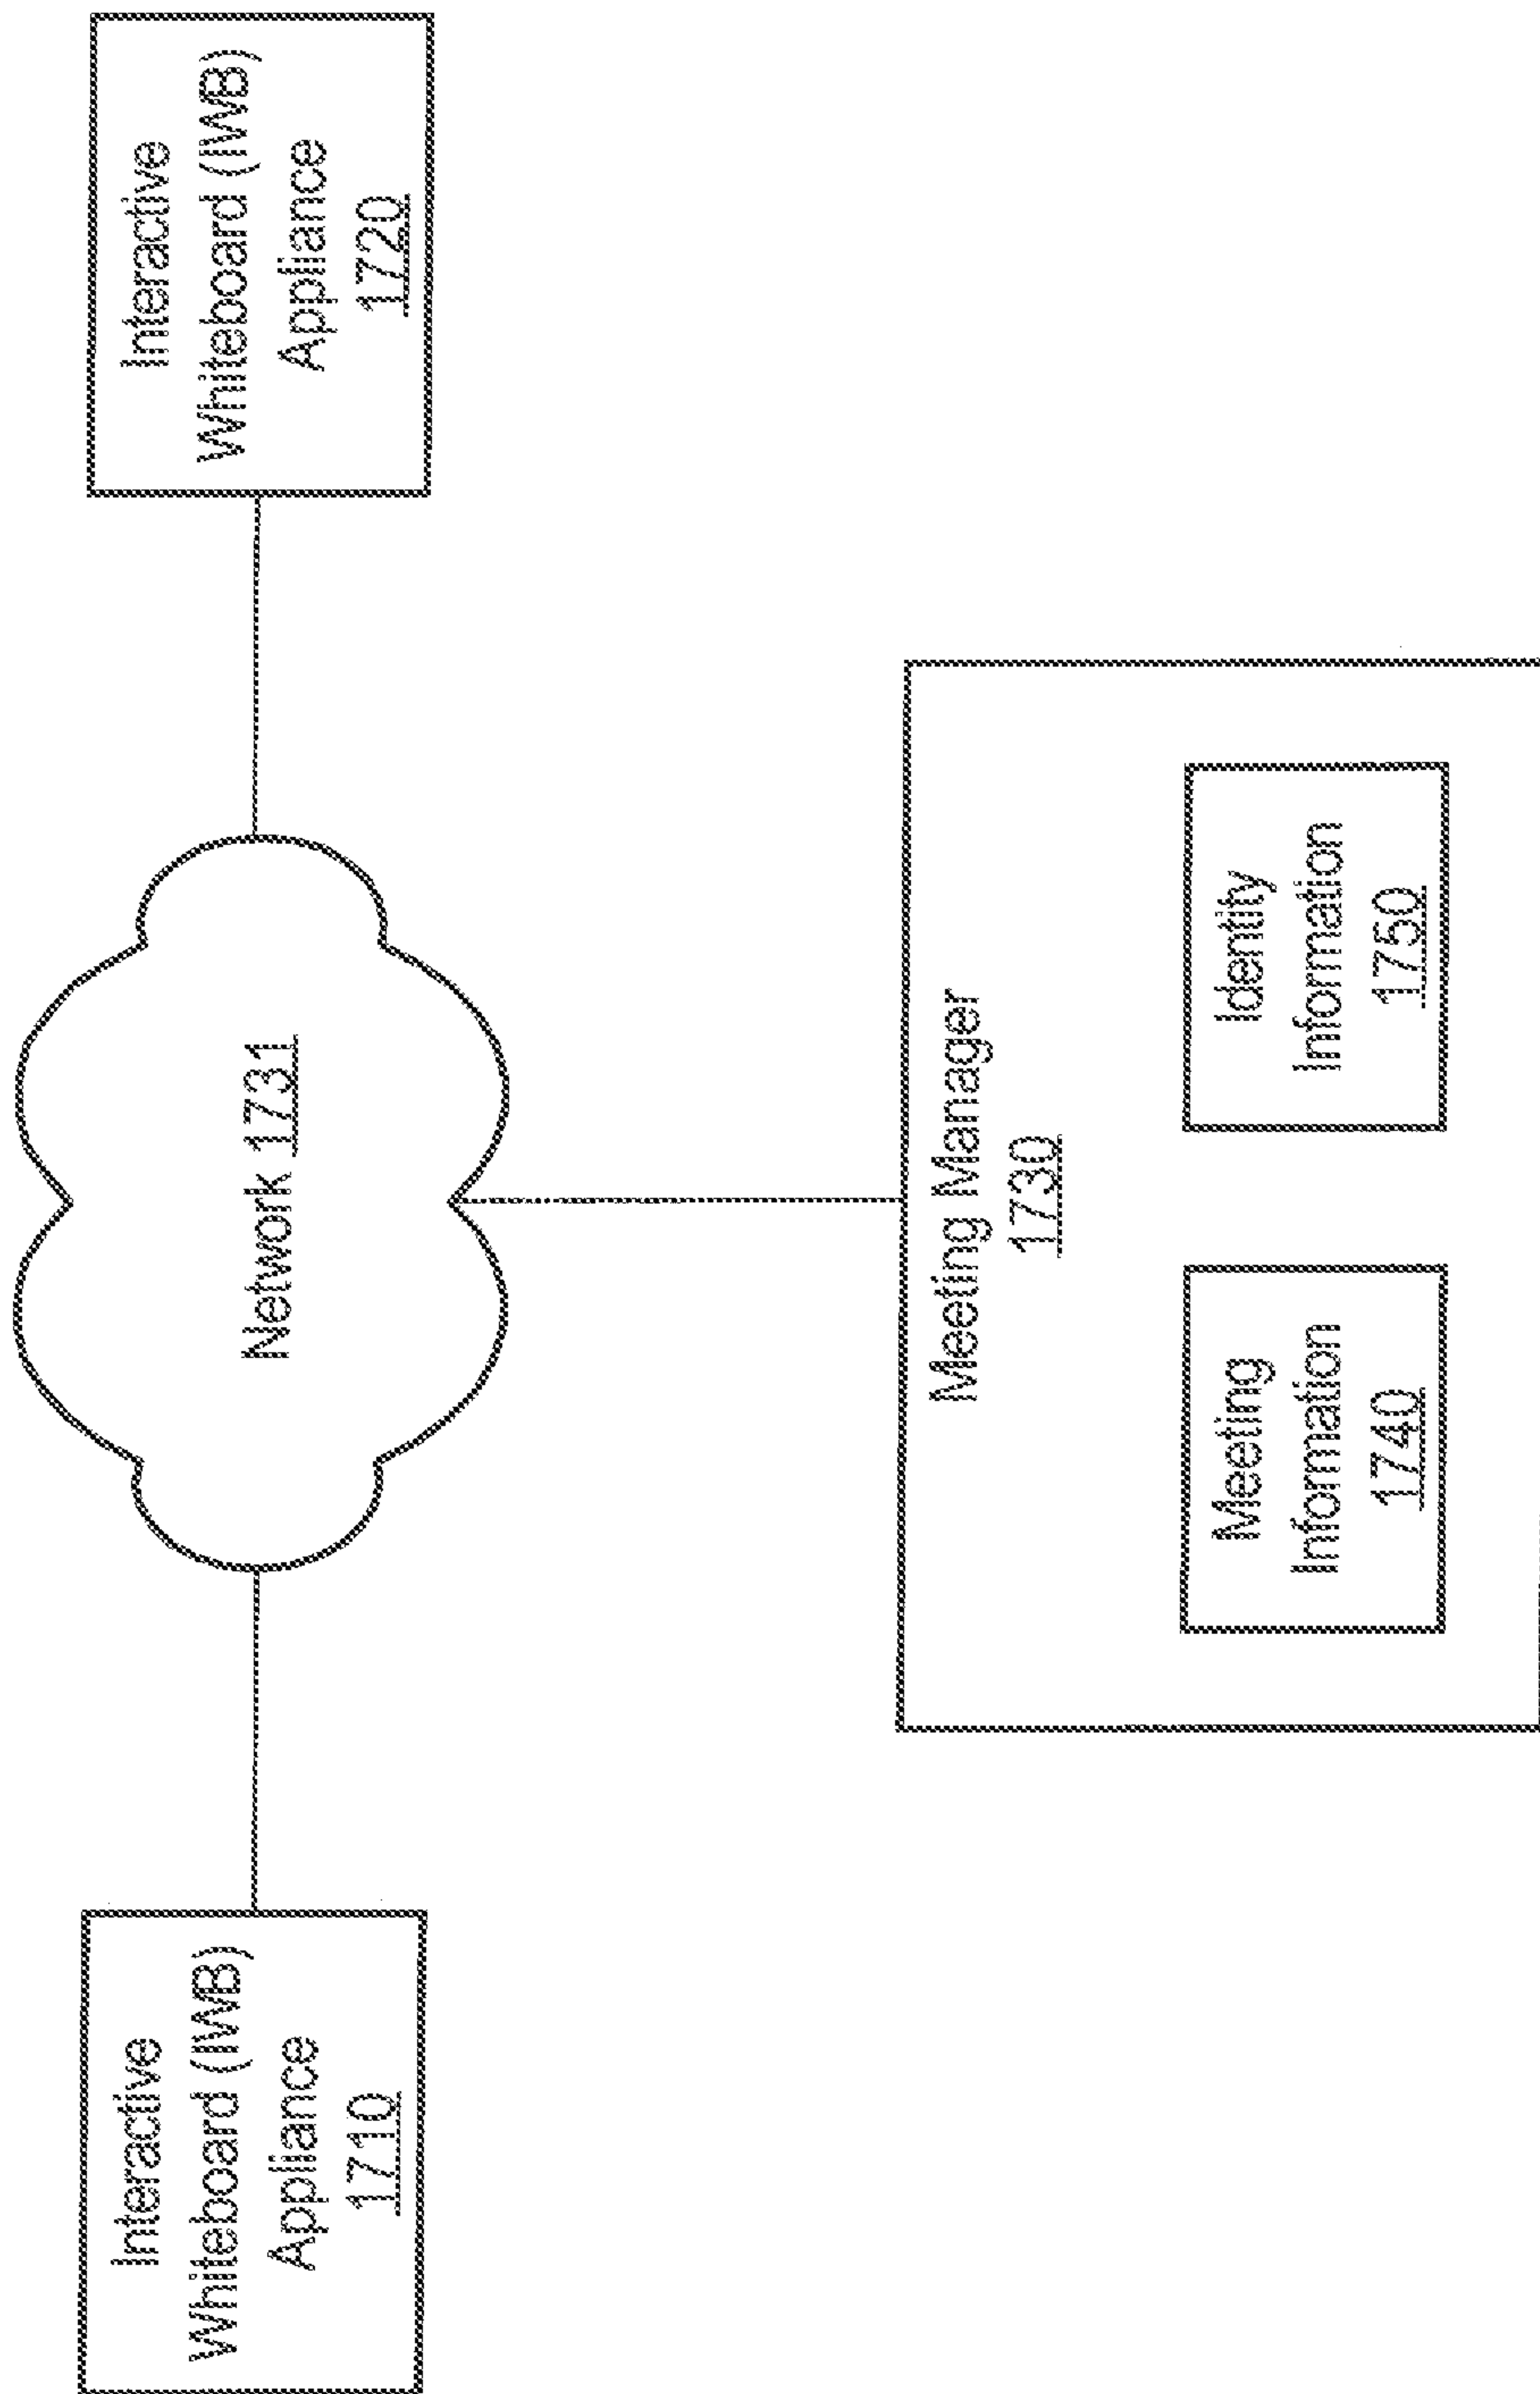 Interactive
Whiteboard (IWB)
Appliance
1710
Network 1731
Interactive
Whiteboard (IWB)
Appliance
1720
Meeting Manager
1730
Meeting
Information
1740
Identity
Information
1750